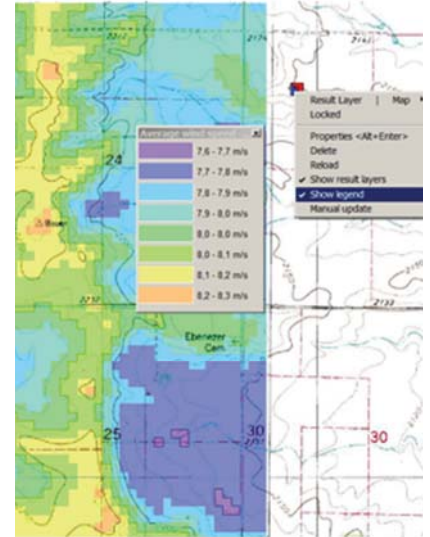 Average wind speed
7,6 - 7,7 m/s
7,7 - 7,8 m/s
7,8 - 7,9 m/s
7,9 - 8,0 m/s
8,0 - 8,0 m/s
8,0 - 8,1 m/s
8,1 - 8,2 m/s
8,2 - 8,3 m/s
Result Layer | Map
Locked
Properties <Alt+Enter>
Delete
Reload
Show result layers
Show legend
Manual update
24
Ebenezer
Cem
25
30
30